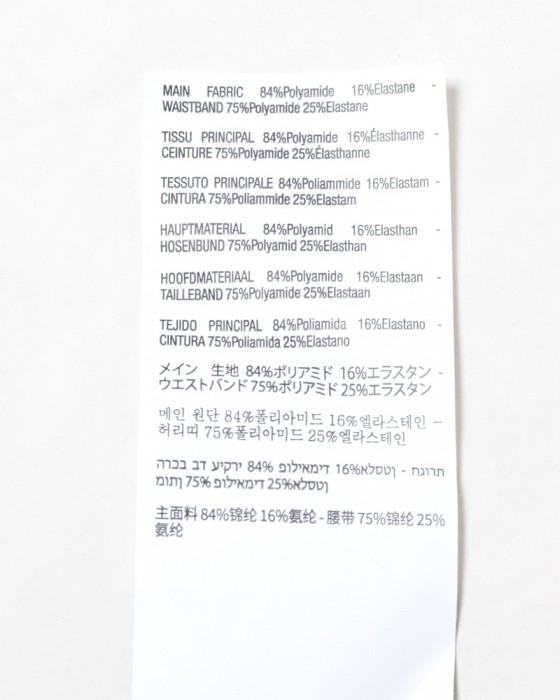 MAIN FABRIC 84%Polyamide 16%Elastane -
WAISTBAND 75%Polyamide 25%Elastane
TISSU PRINCIPAL 84%Polyamide 16%Élasthanne -
CEINTURE 75%Polyamide 25%Élasthanne
TESSUTO PRINCIPALE 84%Poliammide 16%Elastam -
CINTURA 75%Poliammide 25%Elastam
HAUPTMATERIAL 84%Polyamid 16%Elasthan -
HOSENBUND 75%Polyamid 25%Elasthan
HOOFDMATERIAAL 84%Polyamide 16%Elastaan -
TAILLEBAND 75%Polyamide 25%Elastaan
TEJIDO PRINCIPAL 84%Poliamida 16%Elastano -
CINTURA 75%Poliamida 25%Elastano
メイン 生地 84%ポリアミド 16%エラスタン -
ウエストバンド 75%ポリアミド 25%エラスタン
메인 원단 84%폴리아미드 16%엘라스테인 –
허리띠 75%폴리아미드 25%엘라스테인
הרכב בד עיקרי 84% פוליאמיד 16%אלסטן - חגורת
מותן 75% פוליאמיד 25%אלסטן
主面料 84%锦纶 16%氨纶 - 腰带 75%锦纶 25%
氨纶